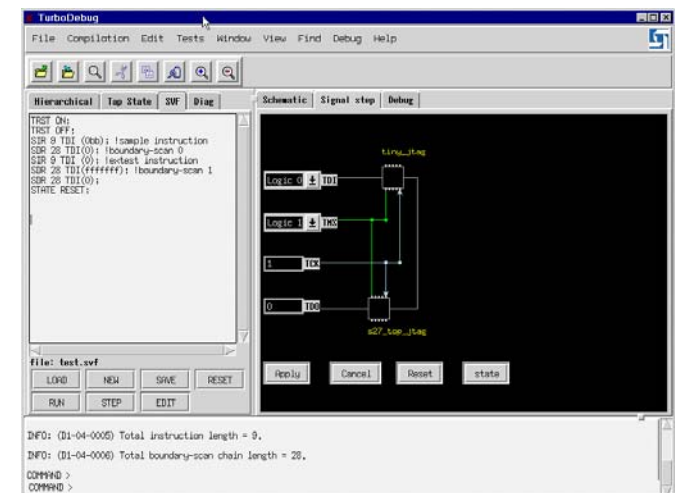 TurboDebug
File Compilation Edit Tests Window View Find Debug Help
Hierarchical Tap State SVF Diag
Schematic Signal step Debug
TRST ON;
TRST OFF;
SIR 9 TDI (0bb); !sample instruction
SDR 28 TDI(0); !boundary-scan 0
SIR 9 TDI (0); !extest instruction
SDR 28 TDI(fffffff); !boundary-scan 1
SDR 28 TDI(0);
STATE RESET;
tiny_jtag
Logic 0 TDI
Logic 1 TMS
1 TCK
0 TDO
s27_top_jtag
file: test.svf
LOAD NEW SAVE RESET
RUN STEP EDIT
Apply Cancel Reset state
INFO: (D1-04-0005) Total instruction length = 9.
INFO: (D1-04-0006) Total boundary-scan chain length = 28.
COMMAND >
COMMAND >